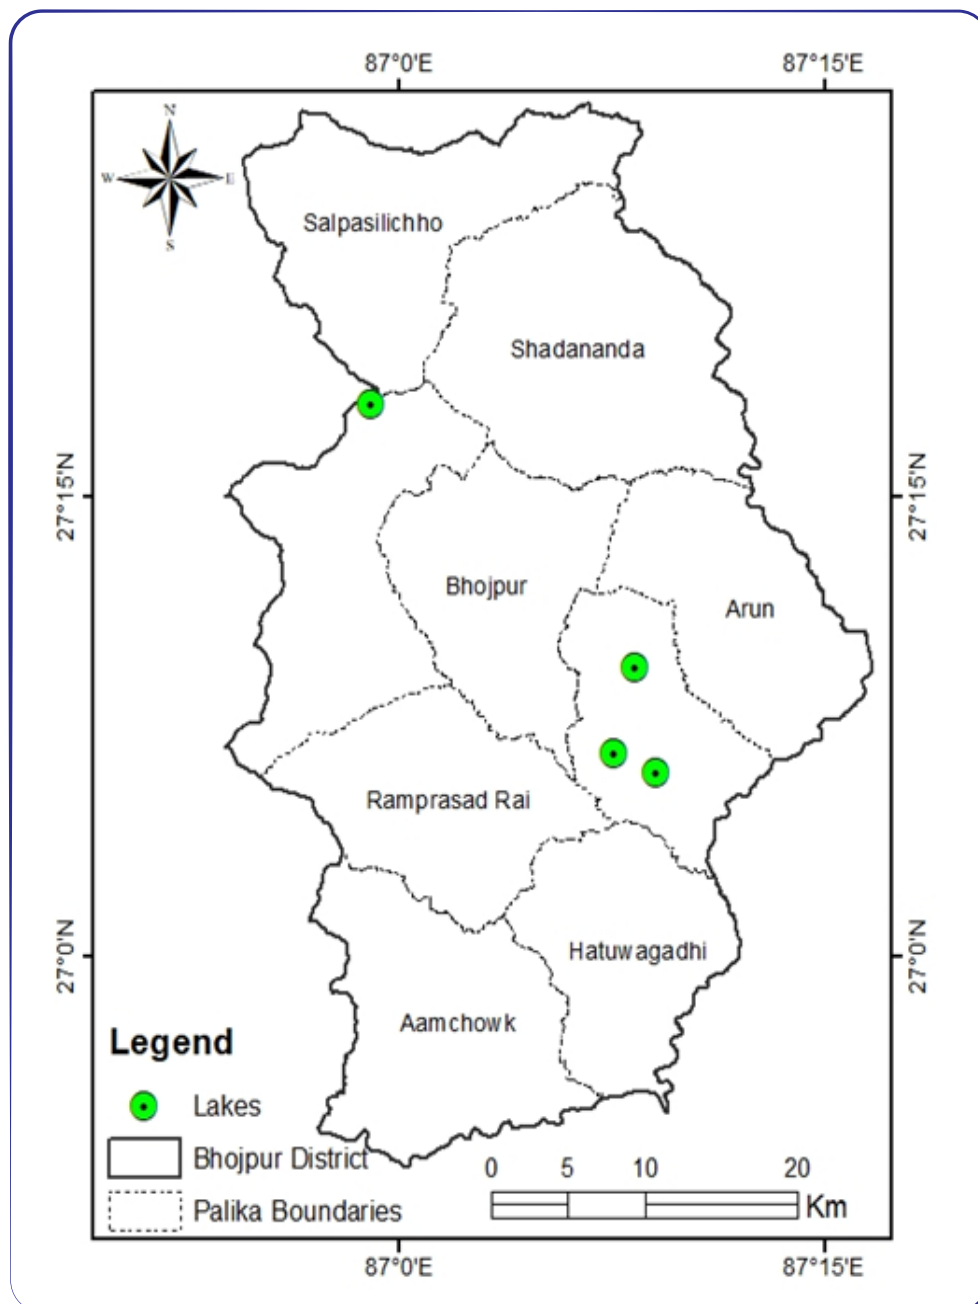 87°0'E 87°15'E
N
W E
S
Salpasilichho
Shadananda
27°15'N 27°15'N
Bhojpur
Arun
Ramprasad Rai
Hatuwagadhi
27°0'N 27°0'N
Aamchowk
Legend
Lakes
Bhojpur District
Palika Boundaries
0 5 10 20
Km
87°0'E 87°15'E